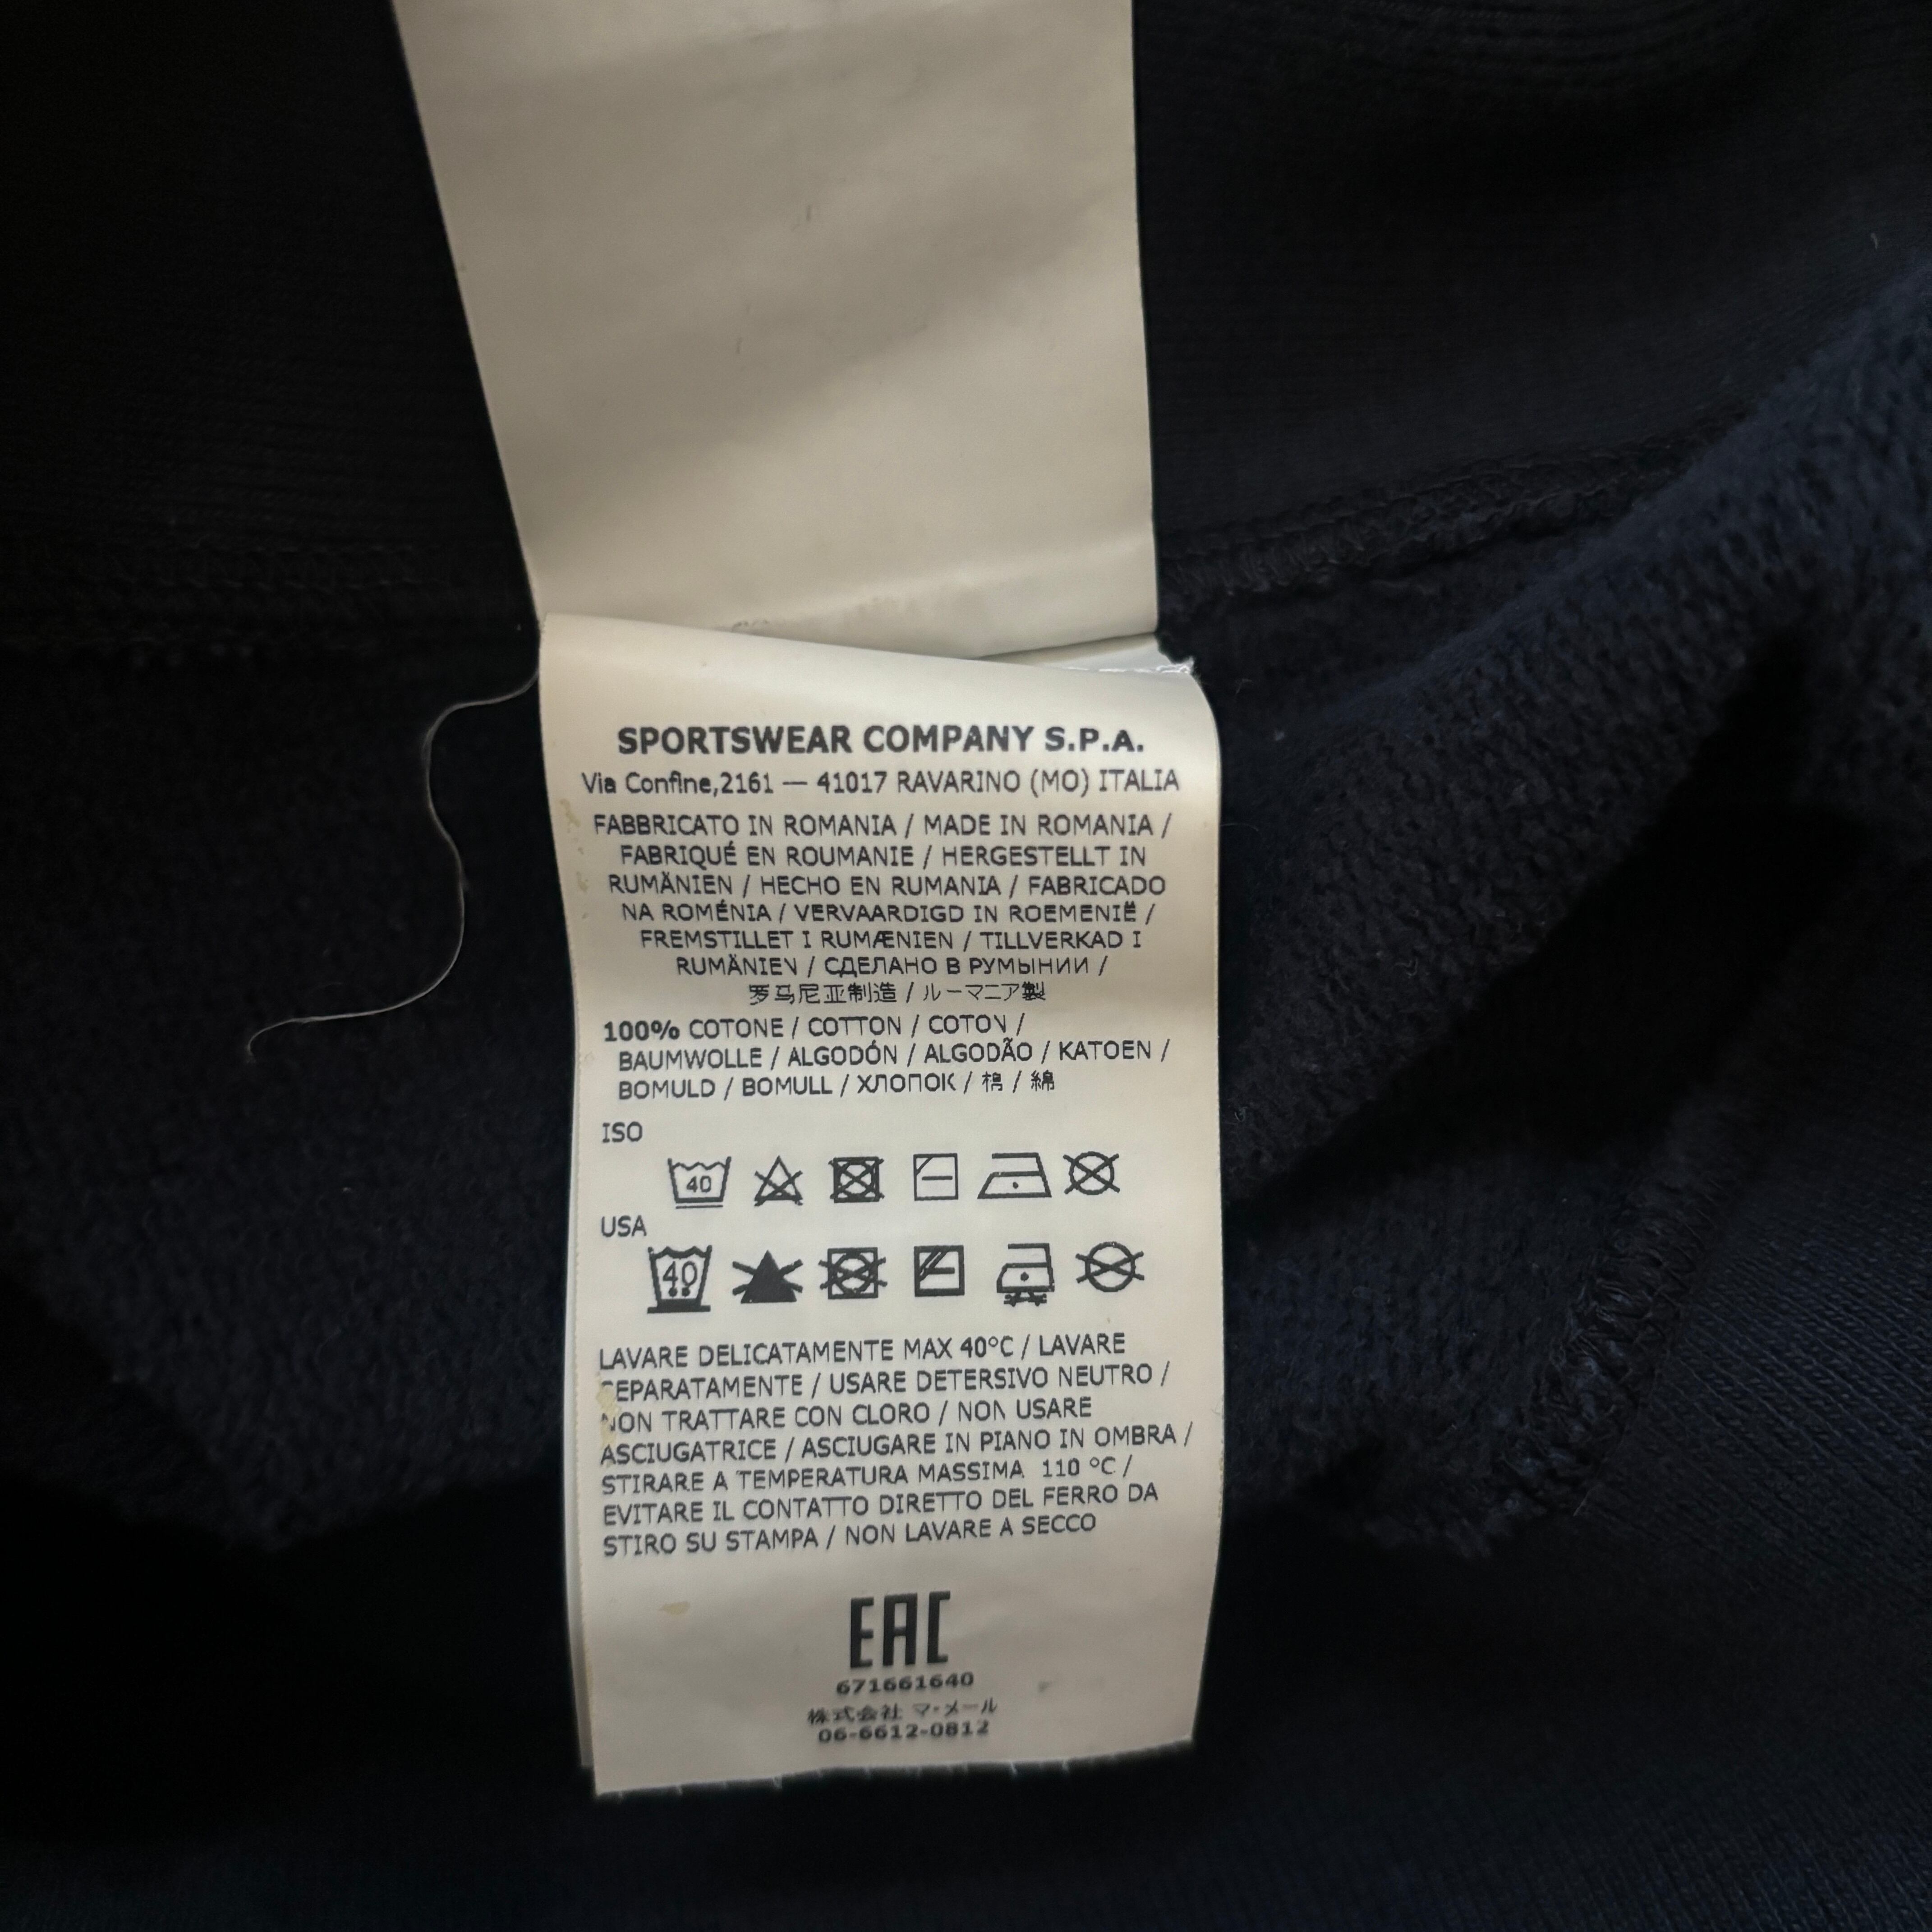 SPORTSWEAR COMPANY S.P.A.
Via Confine,2161 — 41017 RAVARINO (MO) ITALIA
FABBRICATO IN ROMANIA / MADE IN ROMANIA /
FABRIQUÉ EN ROUMANIE / HERGESTELLT IN
RUMÄNIEN / HECHO EN RUMANIA / FABRICADO
NA ROMÉNIA / VERVAARDIGD IN ROEMENIË /
FREMSTILLET I RUMÆNIEN / TILLVERKAD I
RUMÄNIEN / СДЕЛАНО В РУМЫНИИ /
罗马尼亚制造 / ルーマニア製
100% COTONE / COTTON / COTON /
BAUMWOLLE / ALGODÓN / ALGODÃO / KATOEN /
BOMULD / BOMULL / ХЛОПОК / 棉 / 綿
ISO
40
USA
40
LAVARE DELICATAMENTE MAX 40°C / LAVARE
SEPARATAMENTE / USARE DETERSIVO NEUTRO /
NON TRATTARE CON CLORO / NON USARE
ASCIUGATRICE / ASCIUGARE IN PIANO IN OMBRA /
STIRARE A TEMPERATURA MASSIMA 110 °C /
EVITARE IL CONTATTO DIRETTO DEL FERRO DA
STIRO SU STAMPA / NON LAVARE A SECCO
EAC
671661640
株式会社 マ・メール
06-6612-0812